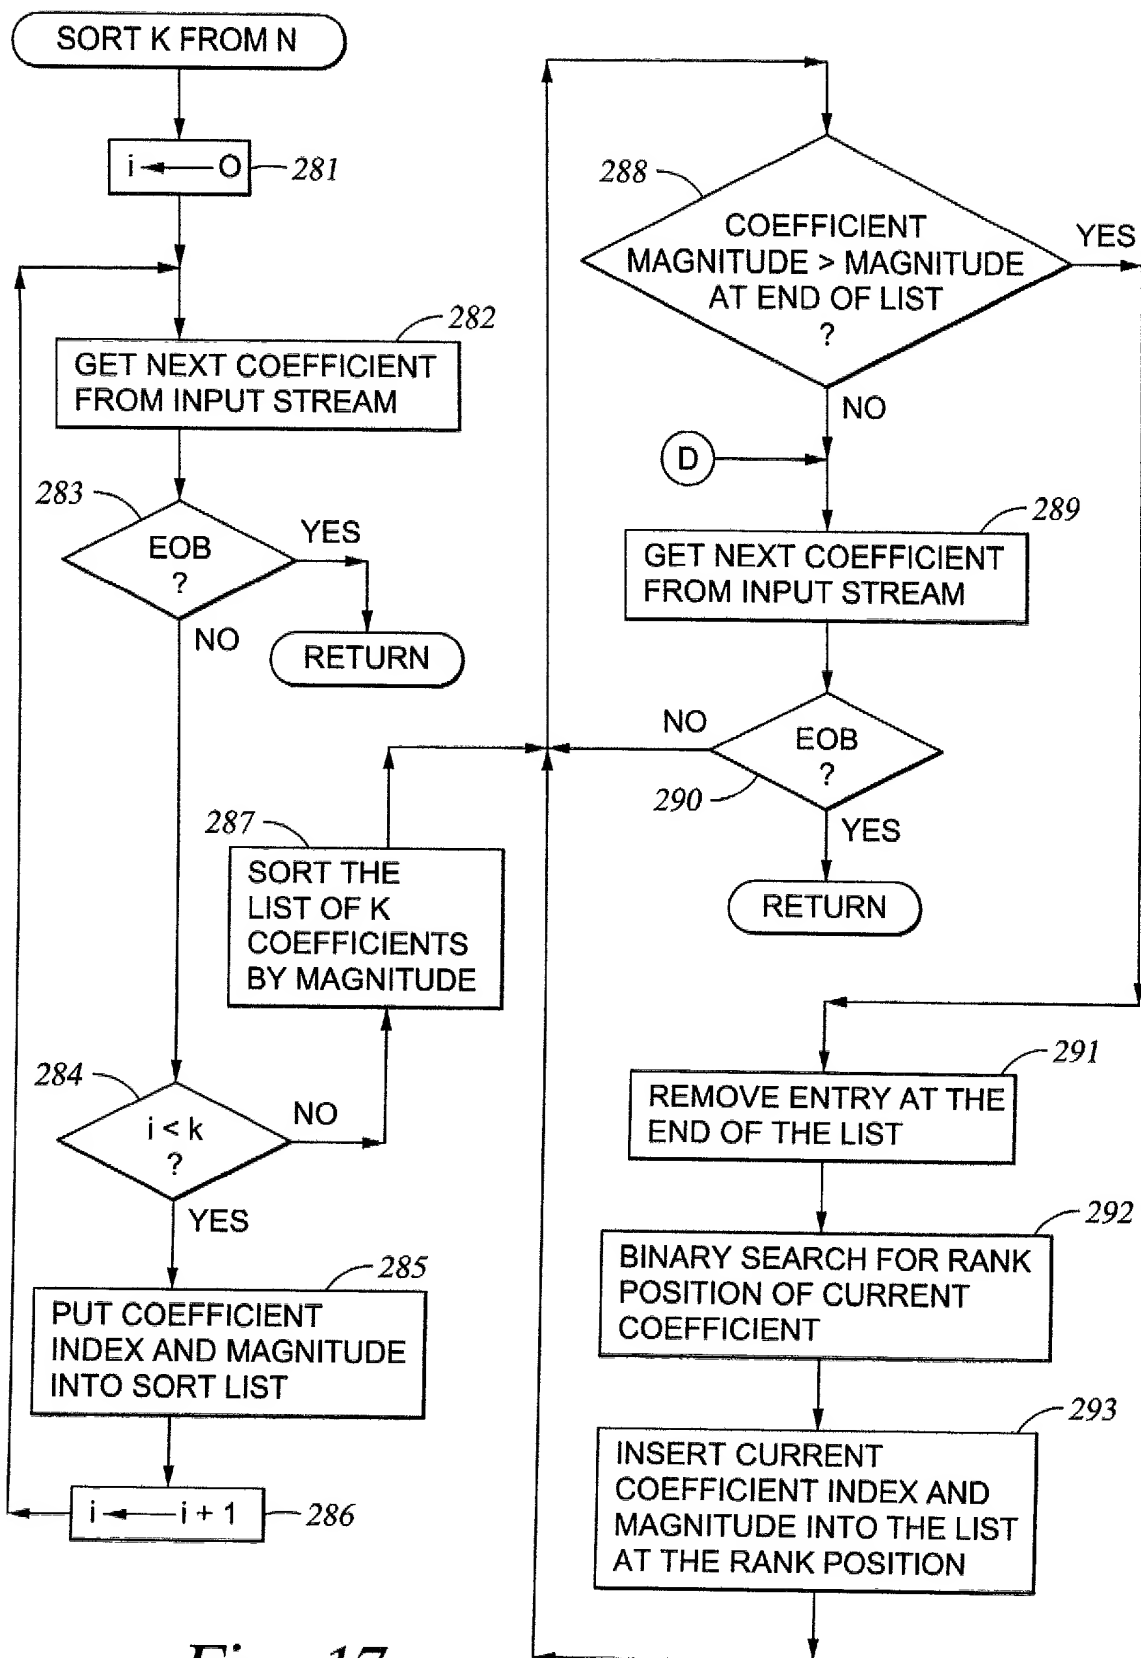 SORT K FROM N
i ← O
281
282
GET NEXT COEFFICIENT
FROM INPUT STREAM
283
EOB
?
YES
NO
RETURN
287
SORT THE
LIST OF K
COEFFICIENTS
BY MAGNITUDE
284
i < k
?
NO
YES
285
PUT COEFFICIENT
INDEX AND MAGNITUDE
INTO SORT LIST
i ← i + 1
286
288
COEFFICIENT
MAGNITUDE > MAGNITUDE
AT END OF LIST
?
YES
NO
D
289
GET NEXT COEFFICIENT
FROM INPUT STREAM
NO
EOB
?
290
YES
RETURN
291
REMOVE ENTRY AT THE
END OF THE LIST
292
BINARY SEARCH FOR RANK
POSITION OF CURRENT
COEFFICIENT
293
INSERT CURRENT
COEFFICIENT INDEX AND
MAGNITUDE INTO THE LIST
AT THE RANK POSITION
Fig. 17